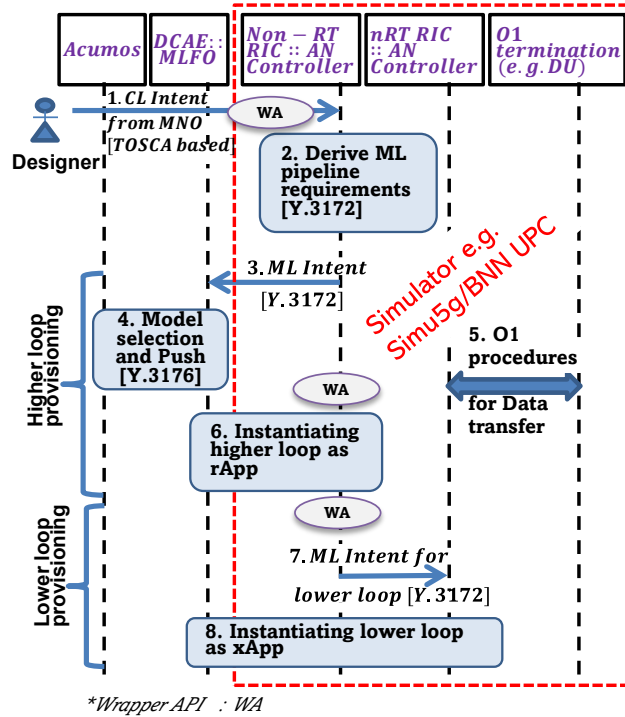 Acumos
DCAE::
MLFO
Non − RT
RIC :: AN
Controller
nRT RIC
:: AN
Controller
O1
termination
(e.g.DU)
1.CL Intent
from MNO
[TOSCA based]
WA
Designer
2. Derive ML
pipeline
requirements
[Y.3172]
3.ML Intent
[Y.3172]
Simulator e.g.
Simu5g/BNN UPC
4. Model
selection
and Push
[Y.3176]
5. O1
procedures
for Data
transfer
Higher loop
provisioning
WA
6. Instantiating
higher loop as
rApp
WA
7.ML Intent for
lower loop [Y.3172]
Lower loop
provisioning
8. Instantiating lower loop
as xApp
*Wrapper API : WA